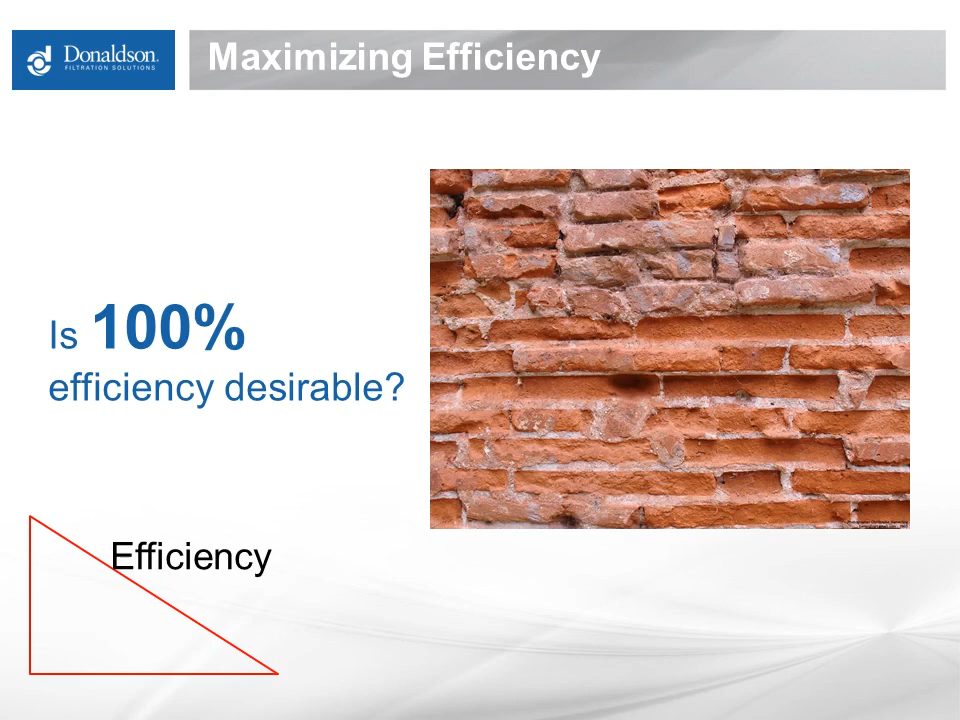 Donaldson.
FILTRATION SOLUTIONS
Maximizing Efficiency
Is 100%
efficiency desirable?
Efficiency